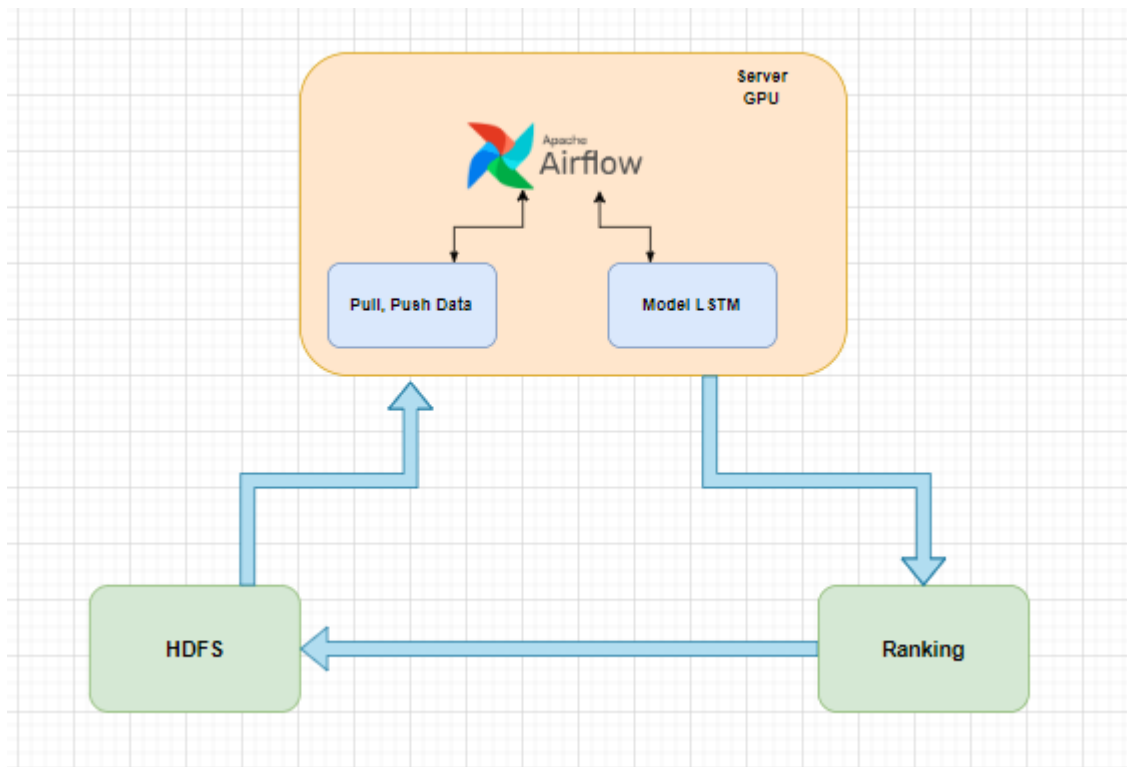 Server
GPU
Apache
Airflow
Pull, Push Data
Model LSTM
HDFS
Ranking